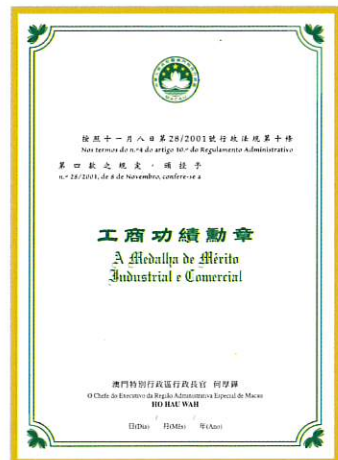 MACAU
按照十一月八日第28/2001號行政法規第十條
Nos termos do n.º4 do artigo 10.º do Regulamento Administrativo
第四款之規定，頒授予
n.º 28/2001, de 8 de Novembro, confere-se a
工商功績勳章
A Medalha de Mérito
Industrial e Comercial
澳門特別行政區行政長官 何厚鏵
O Chefe do Executivo da Região Administrativa Especial de Macau
HO HAU WAH
/ /
日(Dia) 月(Mês) 年(Ano)